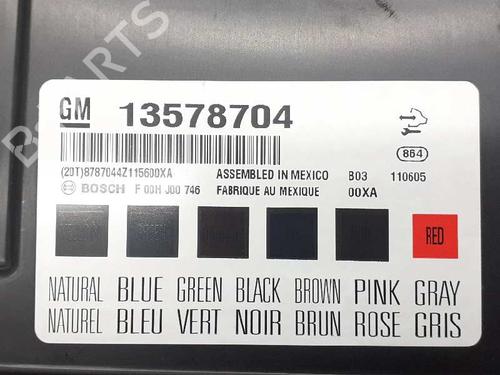 GM 13578704
864
(20T)8787044Z115600XA ASSEMBLED IN MEXICO B03 110605
BOSCH F 00H J00 746 FABRIQUE AU MEXIQUE 00XA
RED
NATURAL BLUE GREEN BLACK BROWN PINK GRAY
NATUREL BLEU VERT NOIR BRUN ROSE GRIS